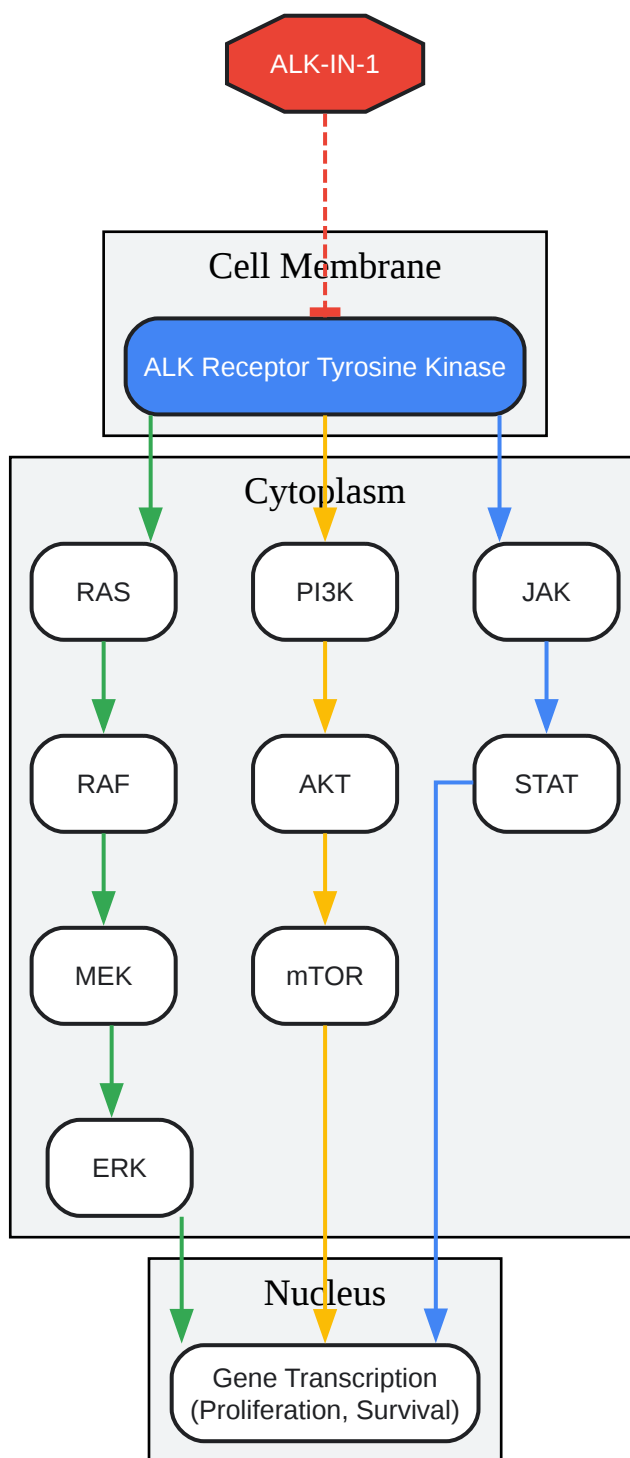 ALK-IN-1
Cell Membrane
ALK Receptor Tyrosine Kinase
Cytoplasm
RAS
PI3K
JAK
RAF
AKT
STAT
MEK
mTOR
ERK
Nucleus
Gene Transcription
(Proliferation, Survival)